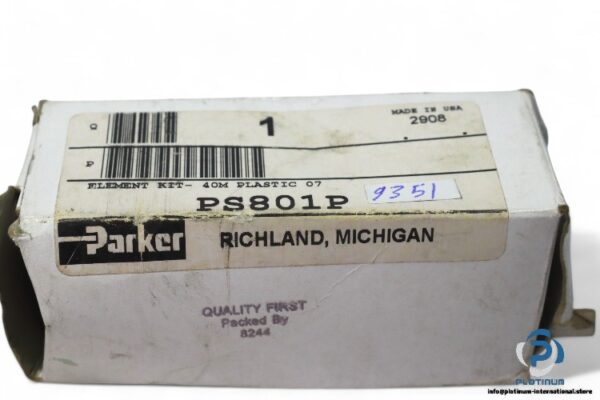 Q
1
MADE IN USA
2908
P
ELEMENT KIT- 40M PLASTIC 07
PS801P
9351
Parker
RICHLAND, MICHIGAN
QUALITY FIRST
Packed By
8244
PLATINUM
INTERNATIONAL
info@platinum-international.store